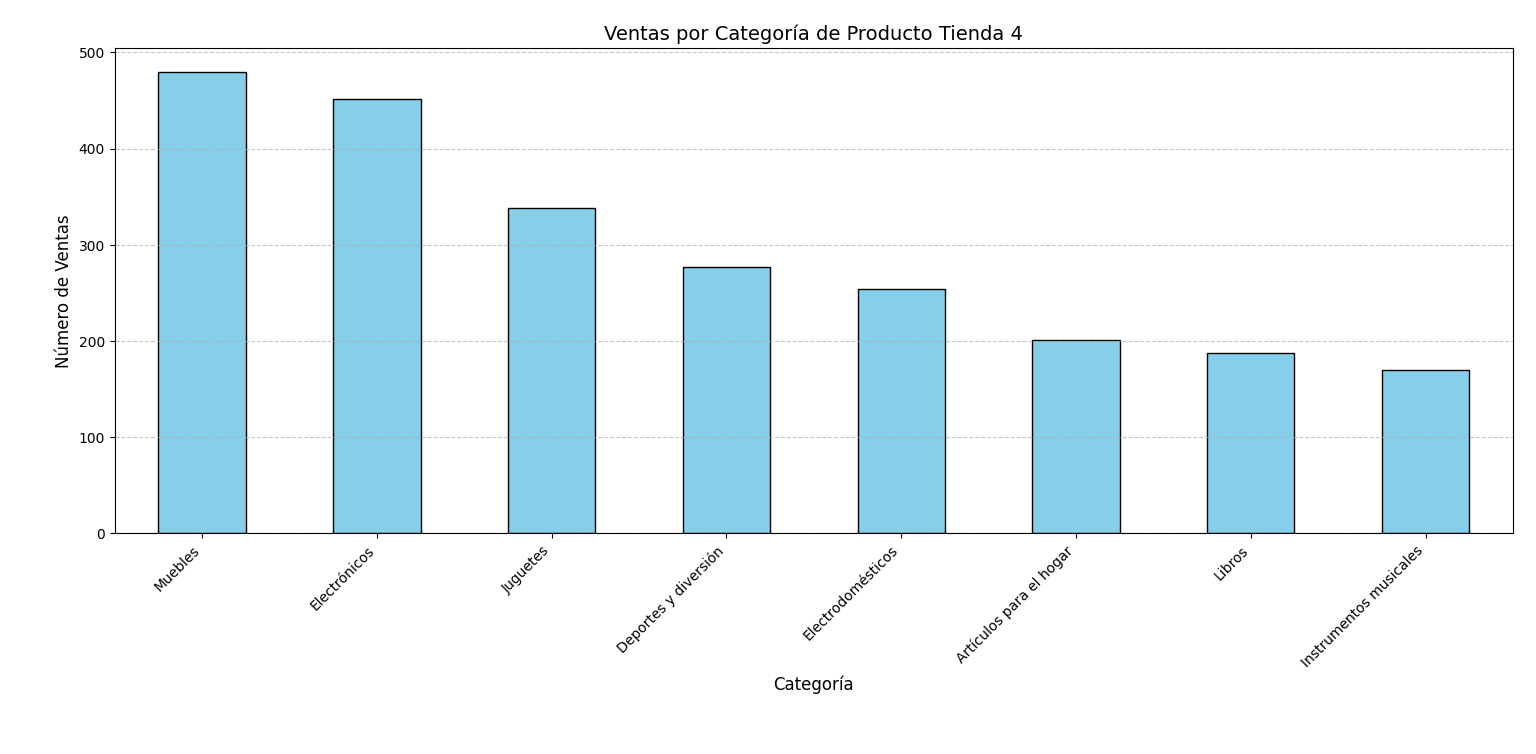 Ventas por Categoría de Producto Tienda 4
500
400
300
200
100
0
Número de Ventas
Muebles
Electrónicos
Juguetes
Deportes y diversión
Electrodomésticos
Artículos para el hogar
Libros
Instrumentos musicales
Categoría